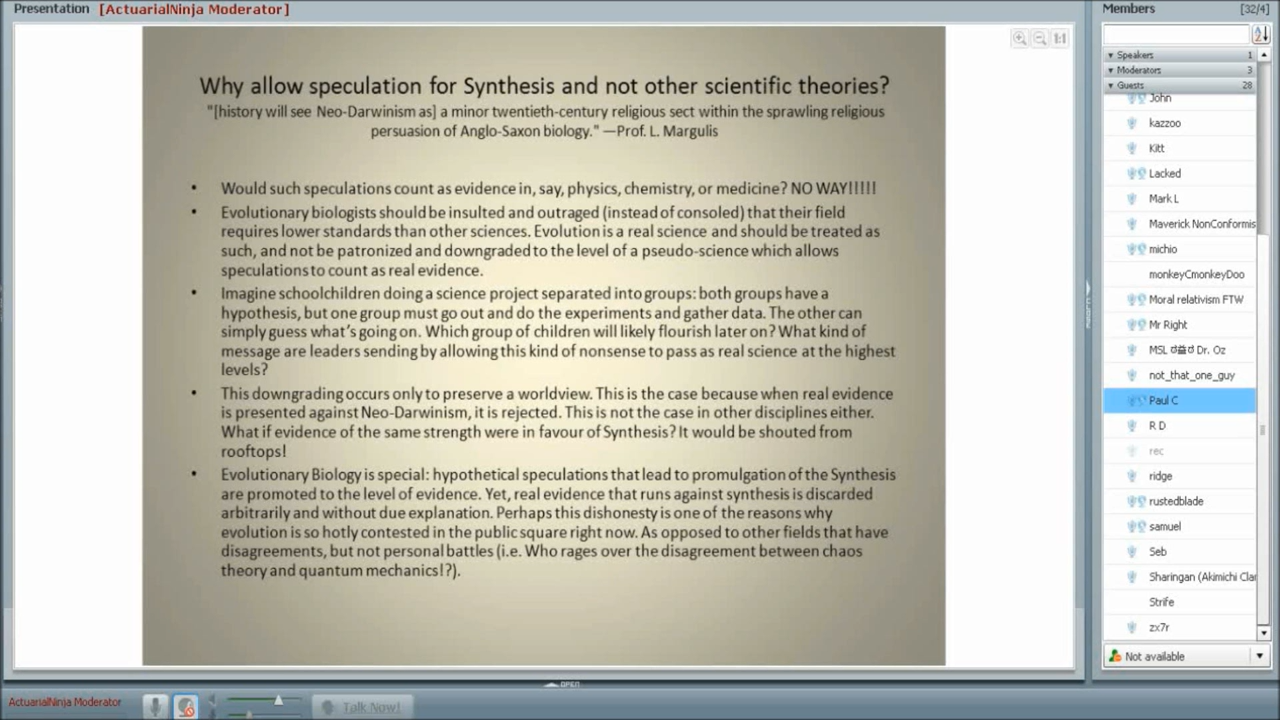 Presentation [ActuarialNinja Moderator]
Why allow speculation for Synthesis and not other scientific theories?
"[history will see Neo-Darwinism as] a minor twentieth-century religious sect within the sprawling religious
persuasion of Anglo-Saxon biology." —Prof. L. Margulis
• Would such speculations count as evidence in, say, physics, chemistry, or medicine? NO WAY!!!!!
• Evolutionary biologists should be insulted and outraged (instead of consoled) that their field
requires lower standards than other sciences. Evolution is a real science and should be treated as
such, and not be patronized and downgraded to the level of a pseudo-science which allows
speculations to count as real evidence.
• Imagine schoolchildren doing a science project separated into groups: both groups have a
hypothesis, but one group must go out and do the experiments and gather data. The other can
simply guess what's going on. Which group of children will likely flourish later on? What kind of
message are leaders sending by allowing this kind of nonsense to pass as real science at the highest
levels?
• This downgrading occurs only to preserve a worldview. This is the case because when real evidence
is presented against Neo-Darwinism, it is rejected. This is not the case in other disciplines either.
What if evidence of the same strength were in favour of Synthesis? It would be shouted from
rooftops!
• Evolutionary Biology is special: hypothetical speculations that lead to promulgation of the Synthesis
are promoted to the level of evidence. Yet, real evidence that runs against synthesis is discarded
arbitrarily and without due explanation. Perhaps this dishonesty is one of the reasons why
evolution is so hotly contested in the public square right now. As opposed to other fields that have
disagreements, but not personal battles (i.e. Who rages over the disagreement between chaos
theory and quantum mechanics!?).
Members [32/4]
Speakers 1
Moderators 3
Guests 28
John
kazzoo
Kitt
Lacked
Mark L
Maverick NonConformis
michio
monkeyCmonkeyDoo
Moral relativism FTW
Mr Right
MSL Dr. Oz
not_that_one_guy
Paul C
R D
rec
ridge
rustedblade
samuel
Seb
Sharingan (Akimichi Cla
Strife
zx7r
Not available
OPEN
ActuarialNinja Moderator
Talk Now!
1:1